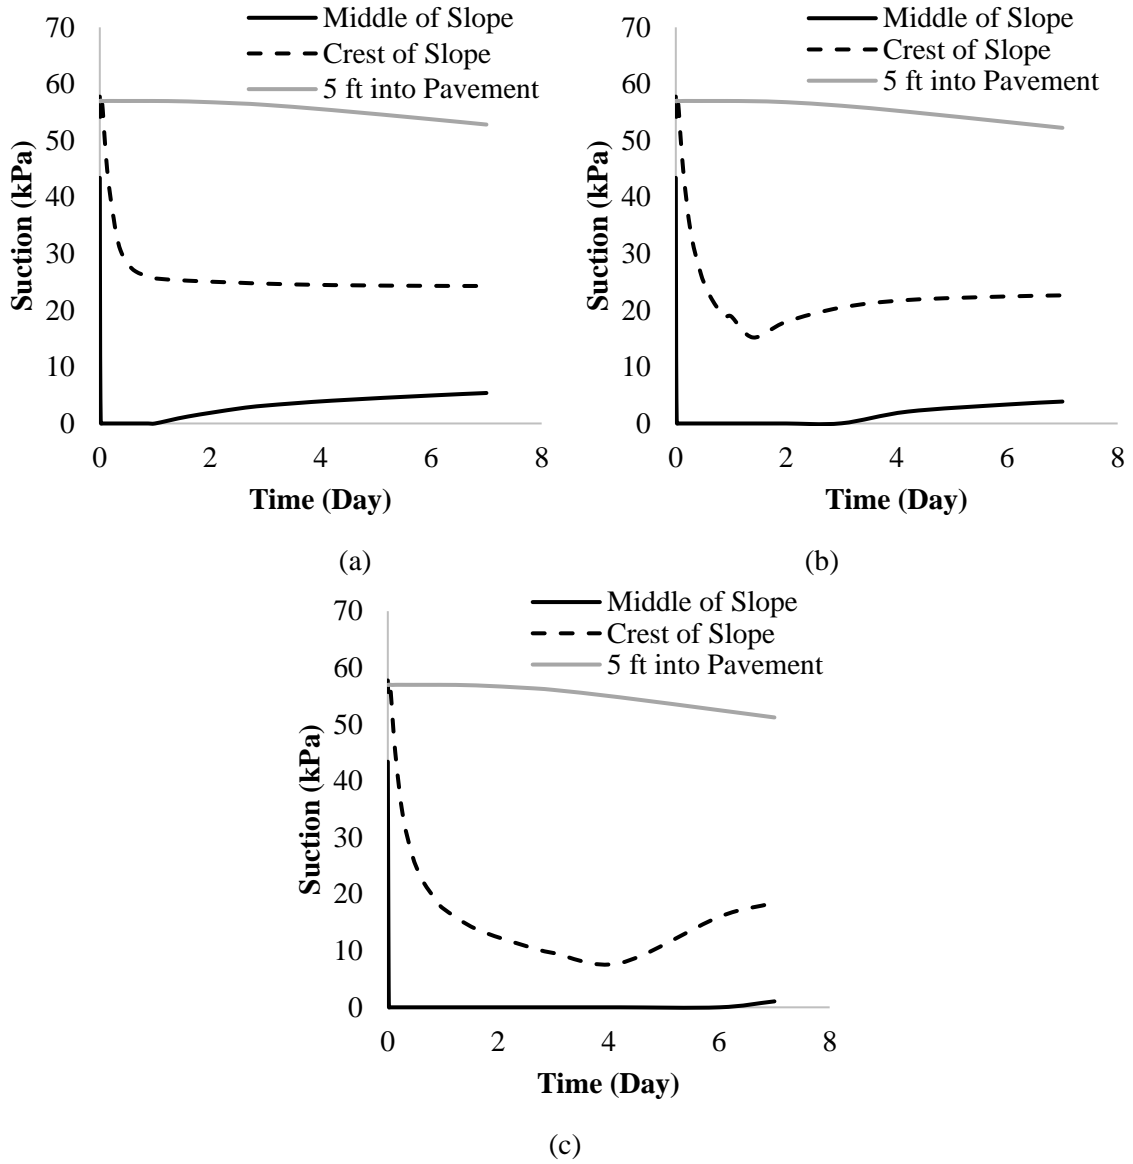 Middle of Slope
Crest of Slope
5 ft into Pavement
70
60
50
40
30
20
10
0
Suction (kPa)
0 2 4 6 8
Time (Day)
(a)
Middle of Slope
Crest of Slope
5 ft into Pavement
70
60
50
40
30
20
10
0
Suction (kPa)
0 2 4 6 8
Time (Day)
(b)
Middle of Slope
Crest of Slope
5 ft into Pavement
70
60
50
40
30
20
10
0
Suction (kPa)
0 2 4 6 8
Time (Day)
(c)